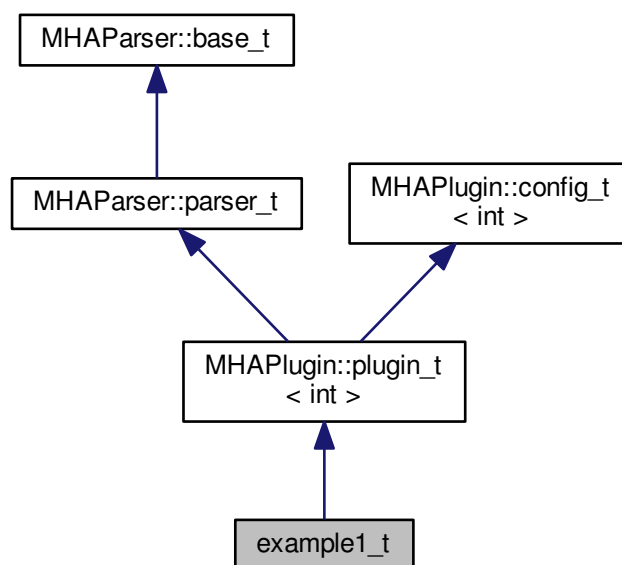 MHAParser::base_t
MHAParser::parser_t
MHAPlugin::config_t
< int >
MHAPlugin::plugin_t
< int >
example1_t